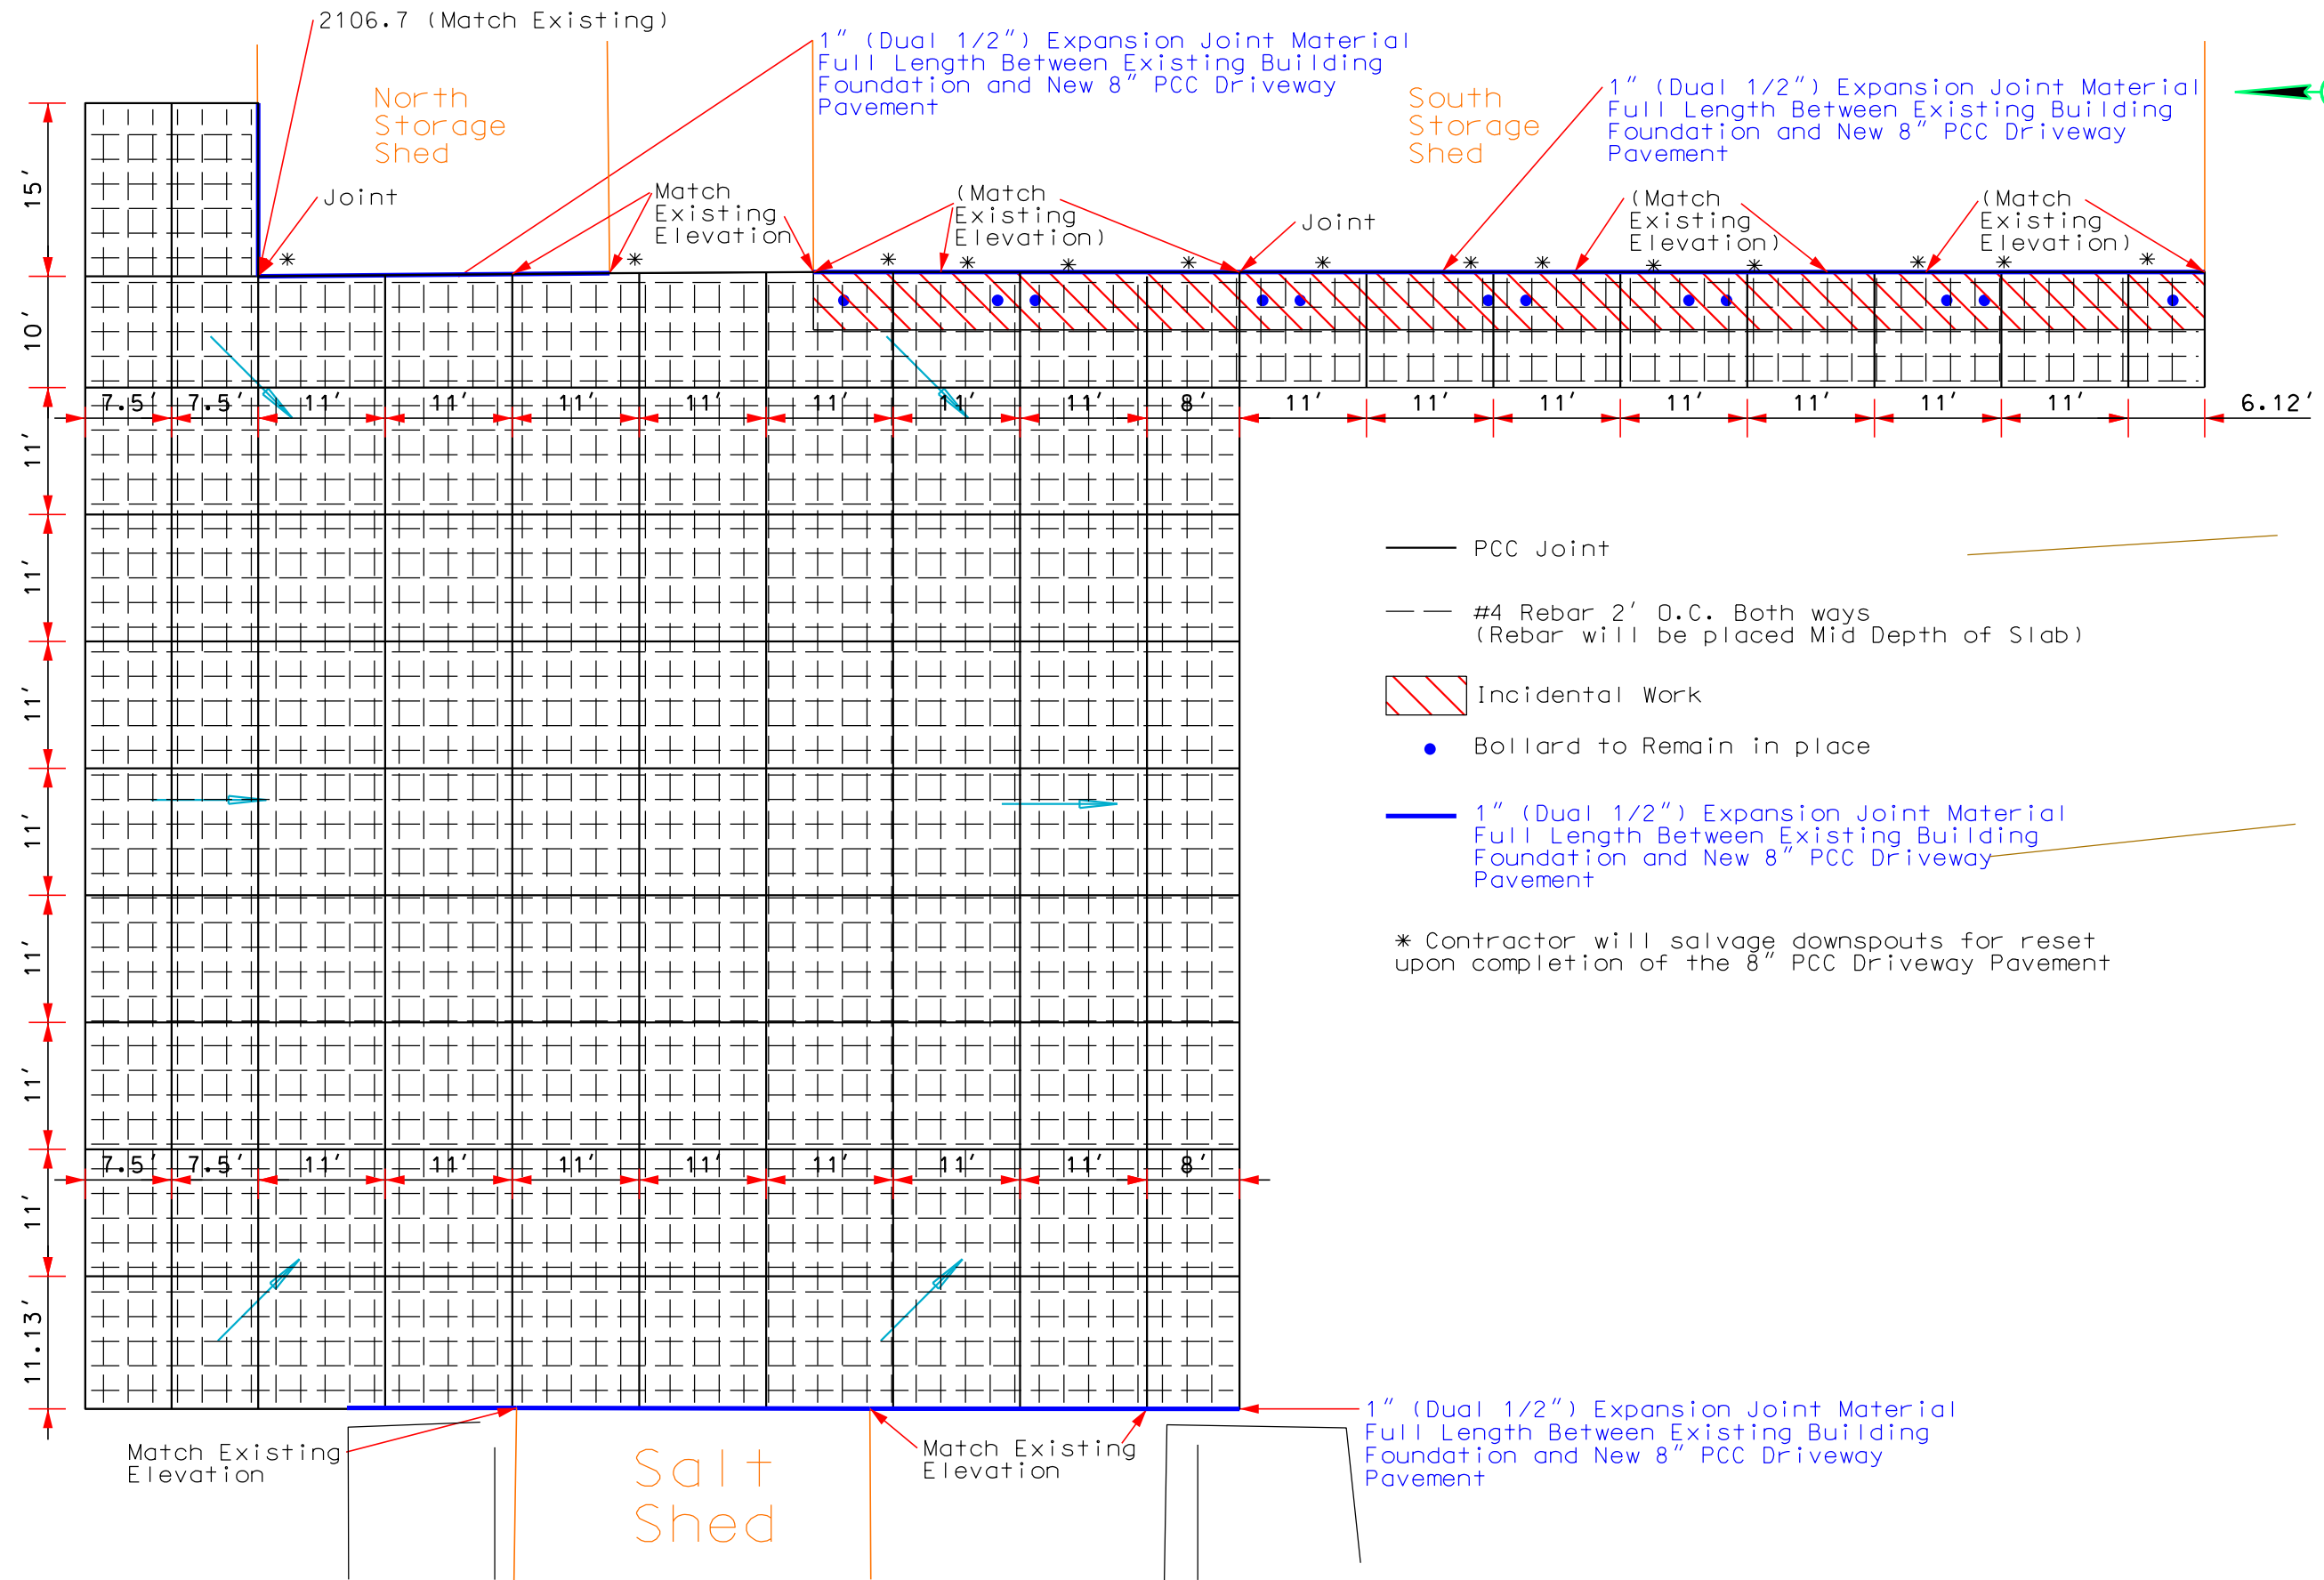 2106.7 (Match Existing)
1" (Dual 1/2") Expansion Joint Material
Full Length Between Existing Building
Foundation and New 8" PCC Driveway
Pavement
North
Storage
Shed
South
Storage
Shed
1" (Dual 1/2") Expansion Joint Material
Full Length Between Existing Building
Foundation and New 8" PCC Driveway
Pavement
Joint
Match
Existing
Elevation
(Match
Existing
Elevation)
Joint
(Match
Existing
Elevation)
(Match
Existing
Elevation)
* * * * * * * * * * * * * *
15'
10'
7.5' 7.5' 11' 11' 11' 11' 11' 11' 11' 8' 11' 11' 11' 11' 11' 11' 11' 6.12'
11'
11'
11'
11'
11'
11'
11'
11.13'
PCC Joint
#4 Rebar 2' O.C. Both ways
(Rebar will be placed Mid Depth of Slab)
Incidental Work
Bollard to Remain in place
1" (Dual 1/2") Expansion Joint Material
Full Length Between Existing Building
Foundation and New 8" PCC Driveway
Pavement
* Contractor will salvage downspouts for reset
upon completion of the 8" PCC Driveway Pavement
7.5' 7.5' 11' 11' 11' 11' 11' 11' 11' 8'
Match Existing
Elevation
Salt
Shed
Match Existing
Elevation
1" (Dual 1/2") Expansion Joint Material
Full Length Between Existing Building
Foundation and New 8" PCC Driveway
Pavement